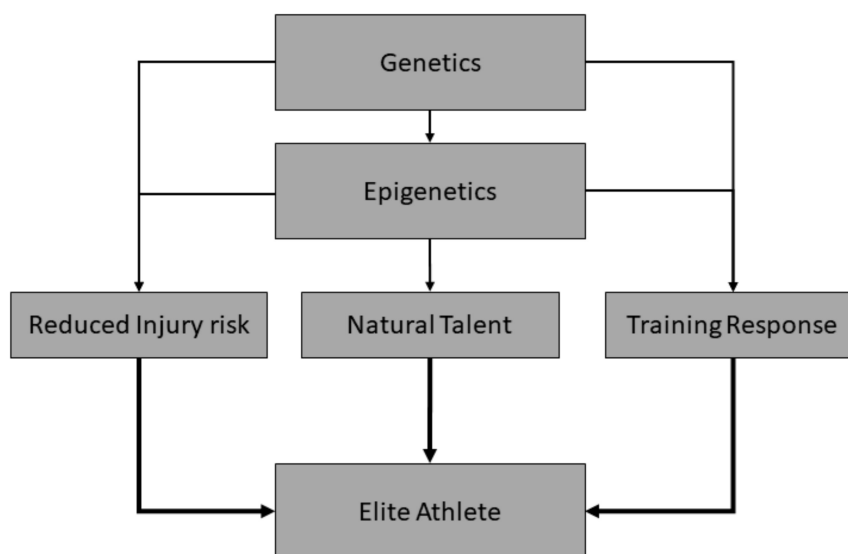 Genetics
Epigenetics
Reduced Injury risk
Natural Talent
Training Response
Elite Athlete